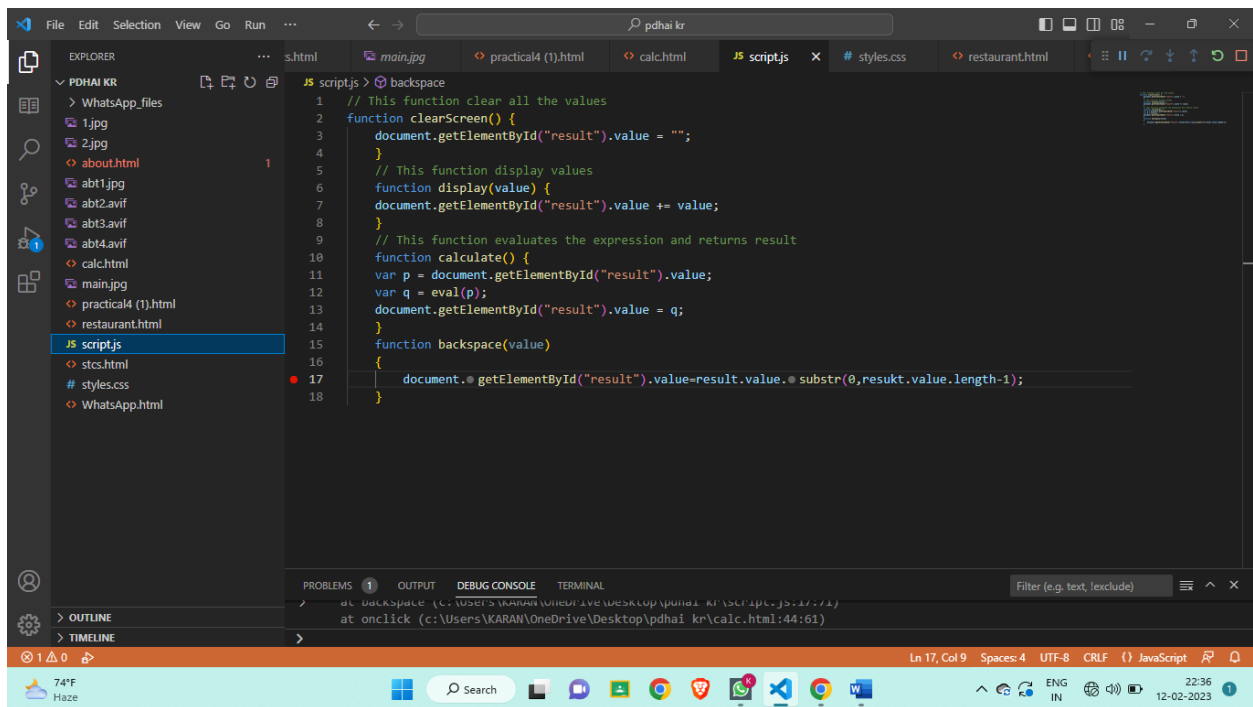 File Edit Selection View Go Run ··· ← → pdhai kr
EXPLORER ···
s.html main.jpg practical4 (1).html calc.html JS script.js # styles.css restaurant.html
PDHAI KR
WhatsApp_files
1.jpg
2.jpg
about.html 1
abt1.jpg
abt2.avif
abt3.avif
abt4.avif
calc.html
main.jpg
practical4 (1).html
restaurant.html
JS script.js
stcs.html
# styles.css
WhatsApp.html
OUTLINE
TIMELINE
1
JS script.js > backspace
1 // This function clear all the values
2 function clearScreen() {
3 document.getElementById("result").value = "";
4 }
5 // This function display values
6 function display(value) {
7 document.getElementById("result").value += value;
8 }
9 // This function evaluates the expression and returns result
10 function calculate() {
11 var p = document.getElementById("result").value;
12 var q = eval(p);
13 document.getElementById("result").value = q;
14 }
15 function backspace(value)
16 {
17 document. getElementById("result").value=result.value. substr(0,resukt.value.length-1);
18 }
PROBLEMS 1 OUTPUT DEBUG CONSOLE TERMINAL Filter (e.g. text, !exclude)
at backspace (c:\Users\KARAN\OneDrive\Desktop\pdhai kr\script.js:17:71)
at onclick (c:\Users\KARAN\OneDrive\Desktop\pdhai kr\calc.html:44:61)
>
1 0 Ln 17, Col 9 Spaces: 4 UTF-8 CRLF {} JavaScript
74°F
Haze
Search
K
W
ENG
IN
22:36
12-02-2023
1